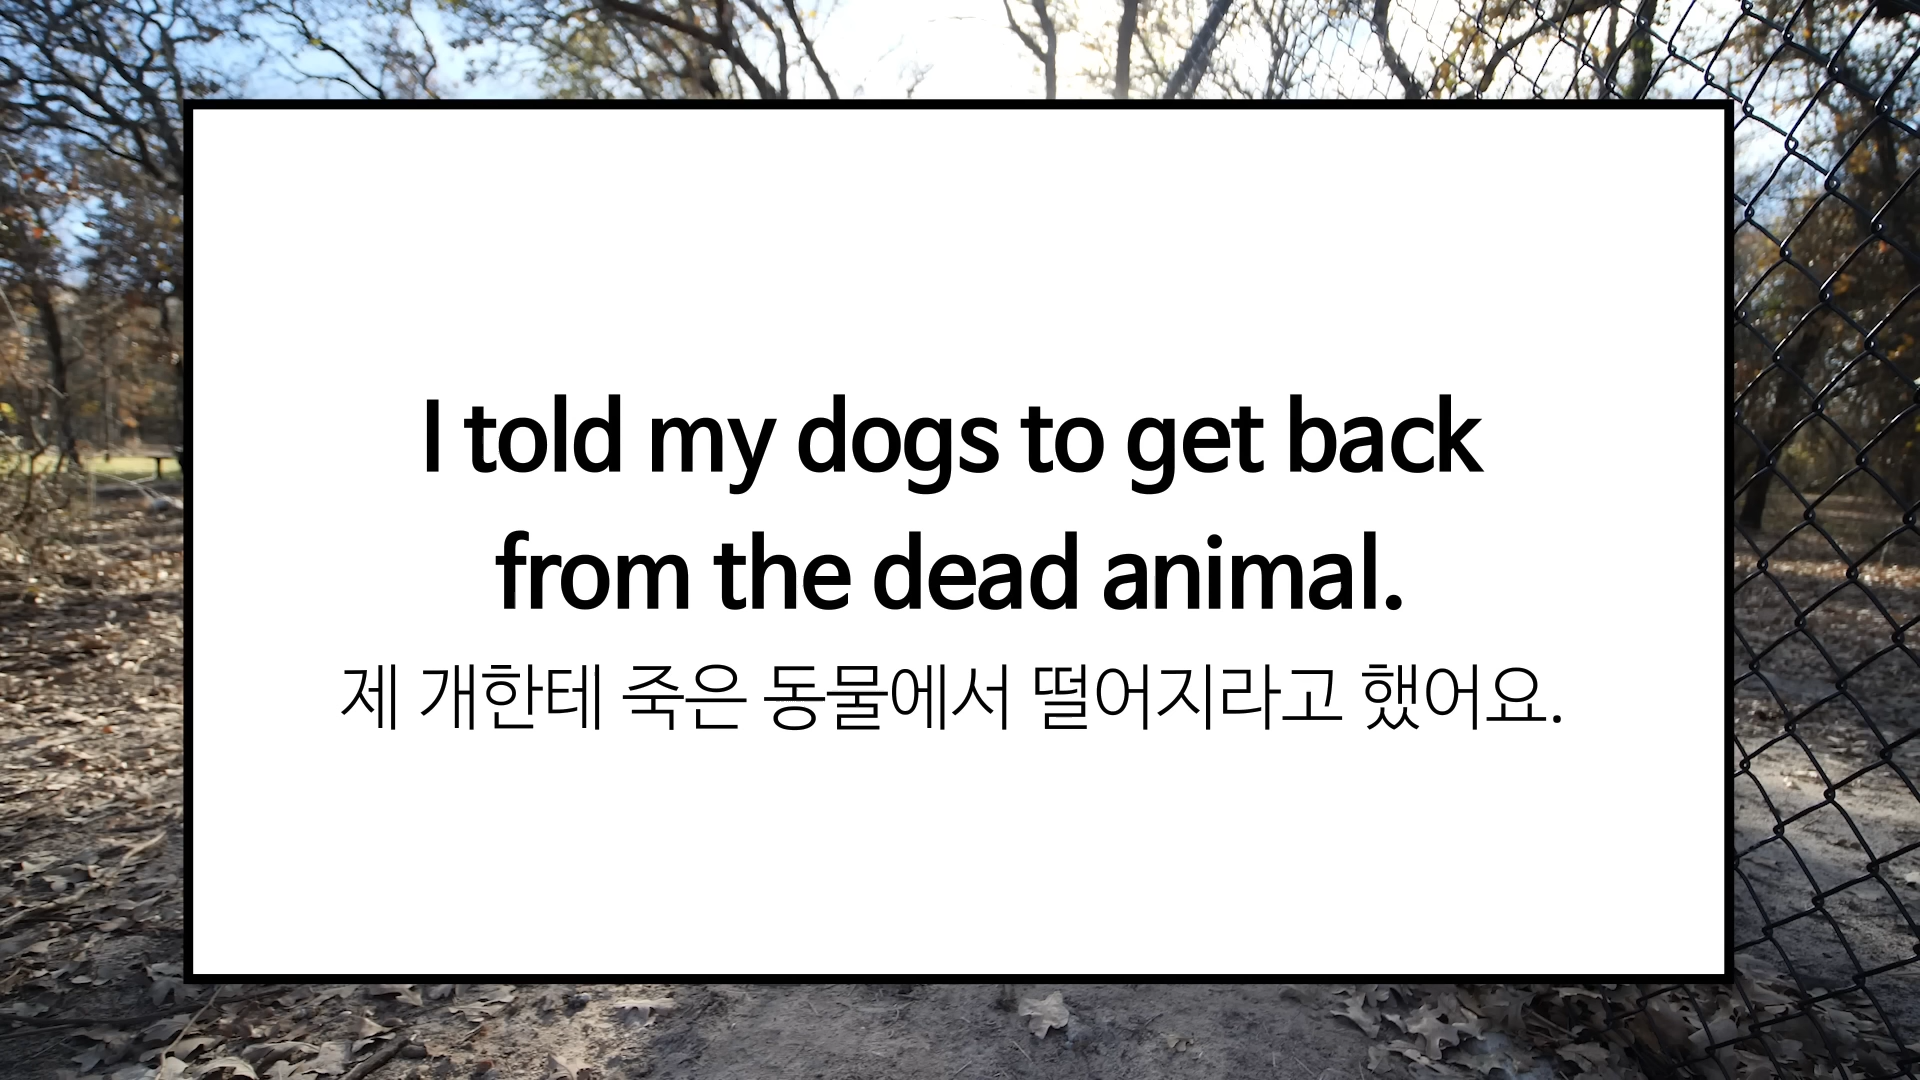 I told my dogs to get back
from the dead animal.
제 개한테 죽은 동물에서 떨어지라고 했어요.